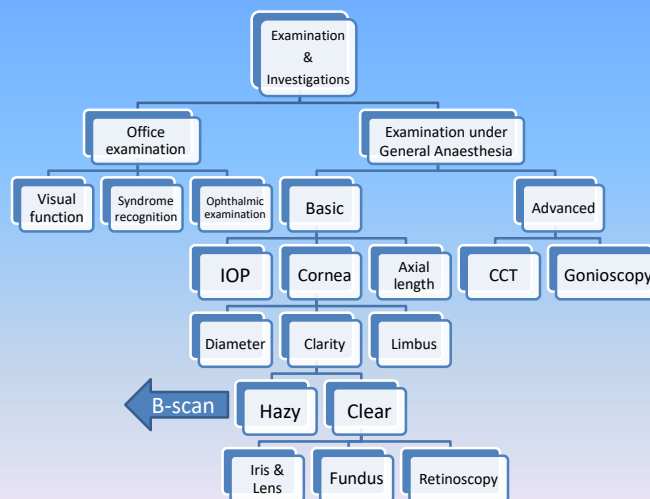 Examination
&
Investigations
Office
examination
Examination under
General Anaesthesia
Visual
function
Syndrome
recognition
Ophthalmic
examination
Basic
Advanced
IOP
Cornea
Axial
length
CCT
Gonioscopy
Diameter
Clarity
Limbus
B-scan
Hazy
Clear
Iris &
Lens
Fundus
Retinoscopy